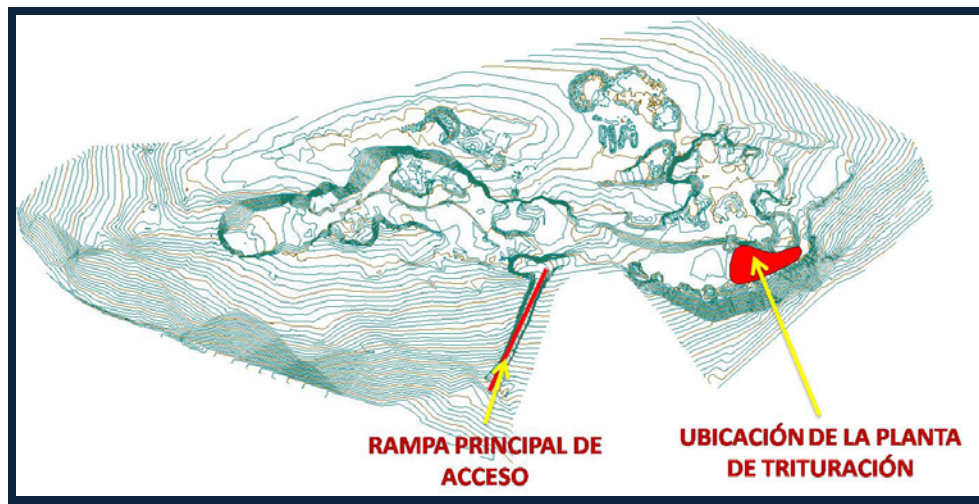 RAMPA PRINCIPAL DE
ACCESO
UBICACIÓN DE LA PLANTA
DE TRITURACIÓN